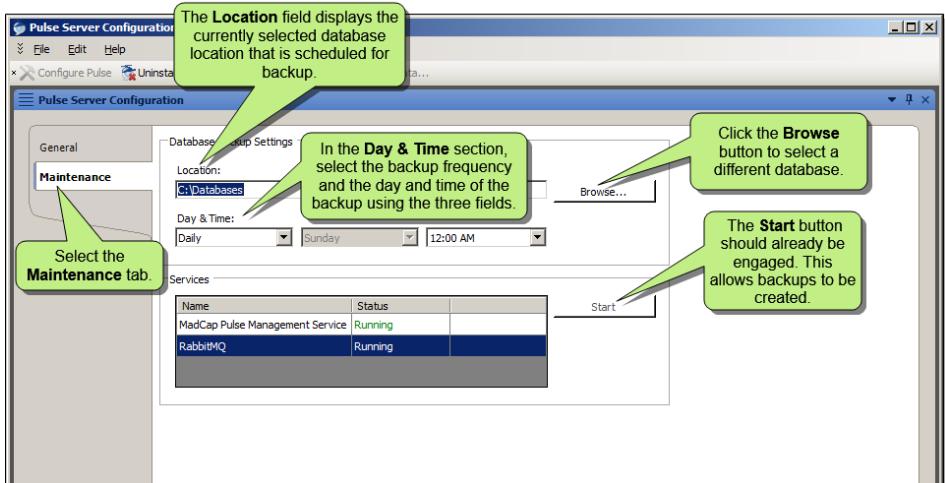 Pulse Server Configuratio
The Location field displays the
currently selected database
location that is scheduled for
backup.
File Edit Help
Configure Pulse Uninsta ta...
Pulse Server Configuration
General
Maintenance
Select the
Maintenance tab.
Database Backup Settings
Location:
C:\Databases
Browse...
In the Day & Time section,
select the backup frequency
and the day and time of the
backup using the three fields.
Click the Browse
button to select a
different database.
Day & Time:
Daily Sunday 12:00 AM
The Start button
should already be
engaged. This
allows backups to be
created.
Services
Name Status
MadCap Pulse Management Service Running
RabbitMQ Running
Start